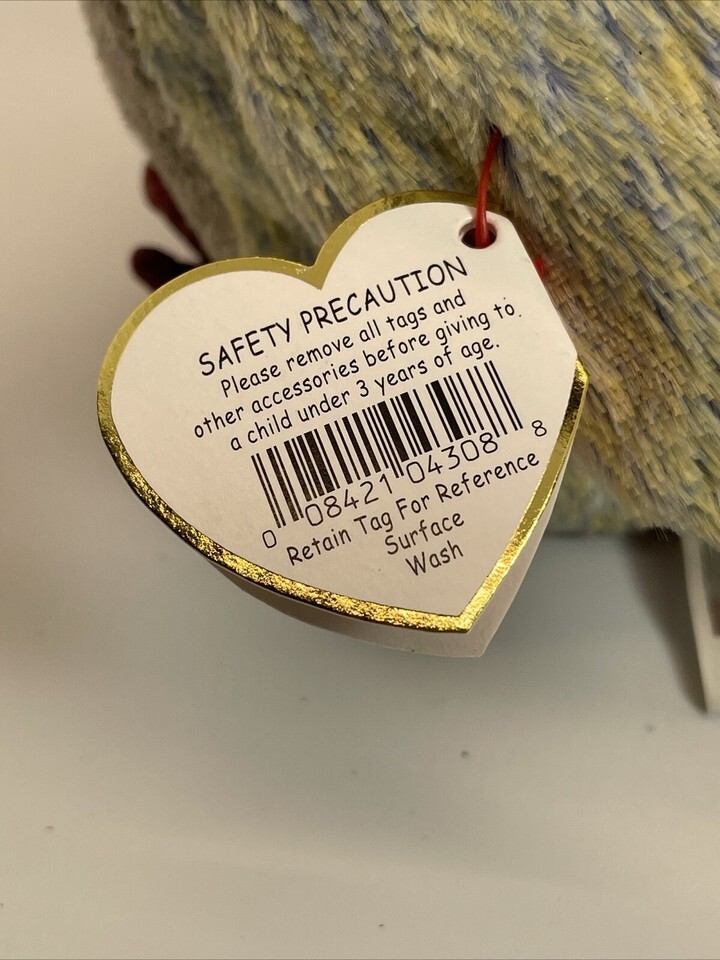 SAFETY PRECAUTION
Please remove all tags and
other accessories before giving to
a child under 3 years of age.
0 08421 04308 8
Retain Tag For Reference
Surface
Wash